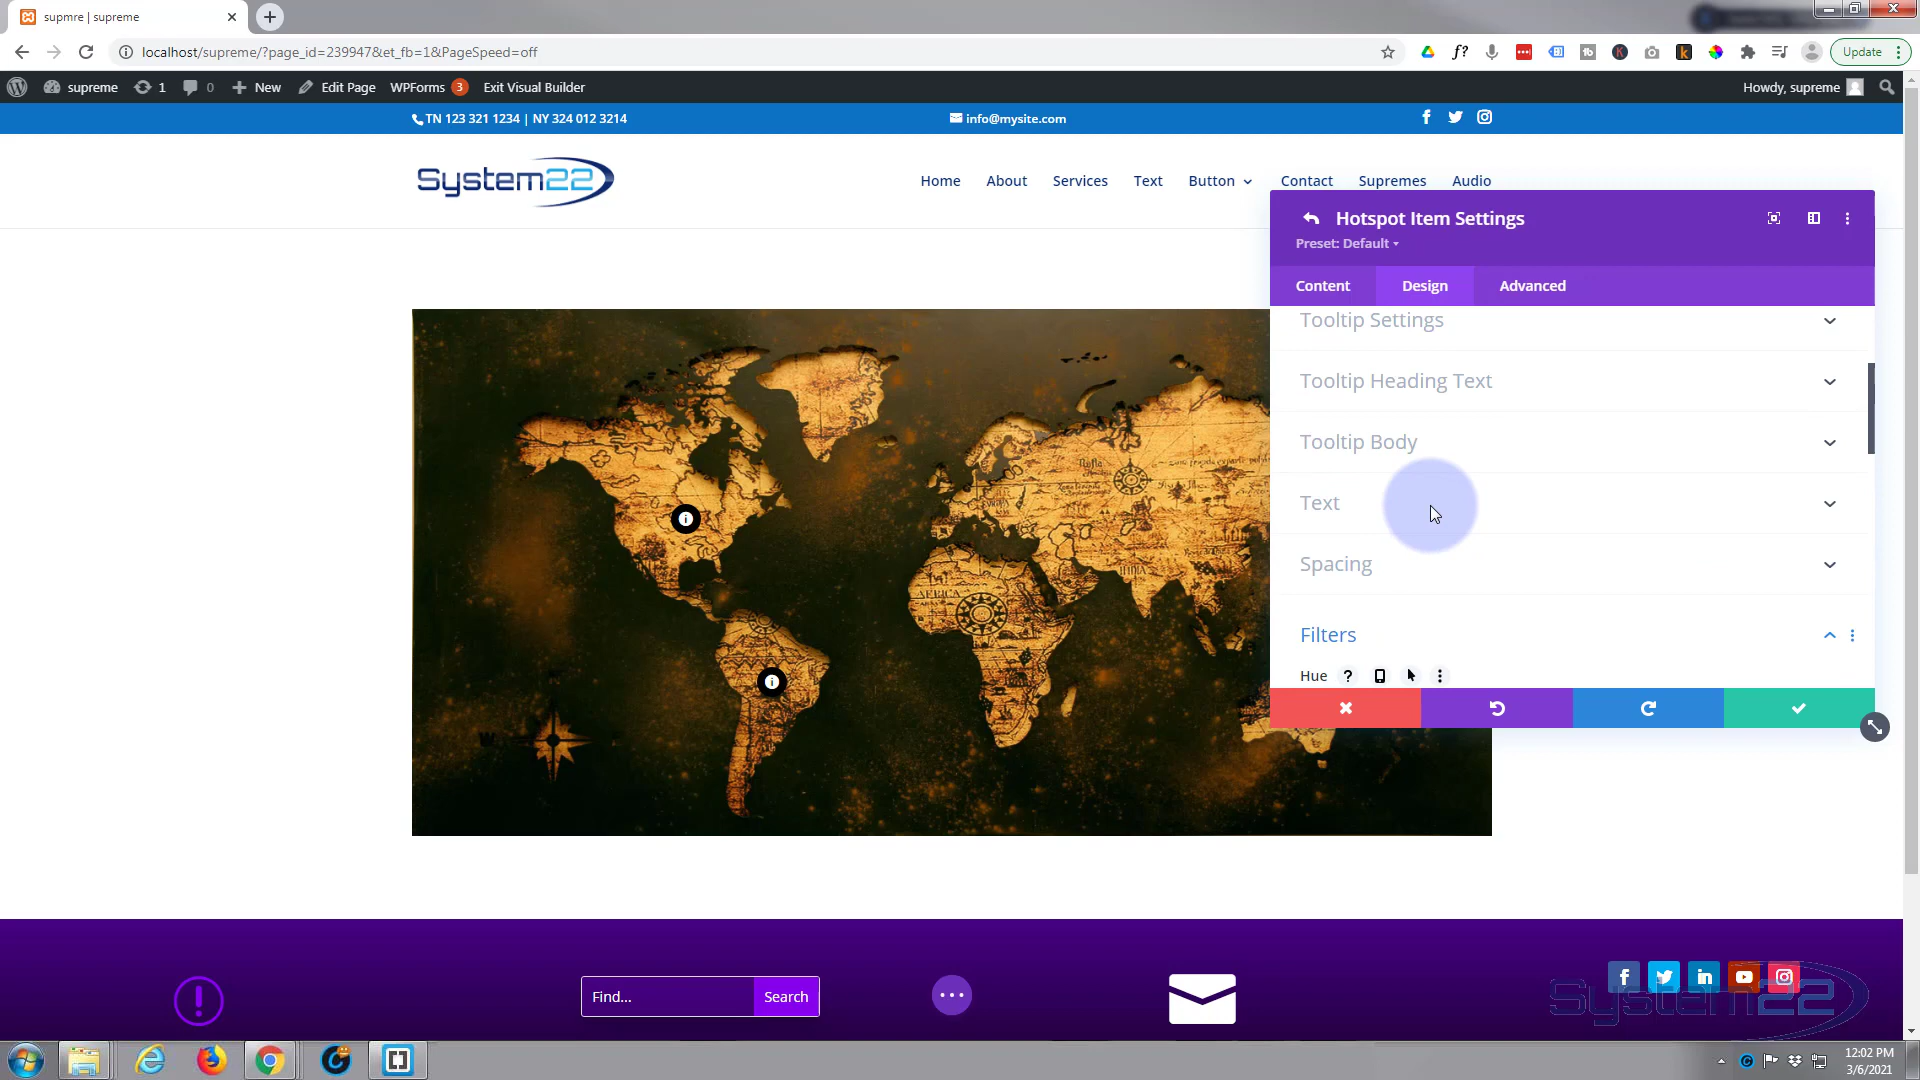 supmre | supreme
localhost/supreme/?page_id=239947&et_fb=1&PageSpeed=off
Update
supreme
1
0
New
Edit Page
WPForms 3
Exit Visual Builder
Howdy, supreme
TN 123 321 1234 | NY 324 012 3214
info@mysite.com
System22
Home
About
Services
Text
Button
Contact
Supremes
Audio
Hotspot Item Settings
Preset: Default
Content
Design
Advanced
Tooltip Settings
Tooltip Heading Text
Tooltip Body
Text
Spacing
Filters
Hue
AFRICA
Find...
Search
System22
12:02 PM
3/6/2021